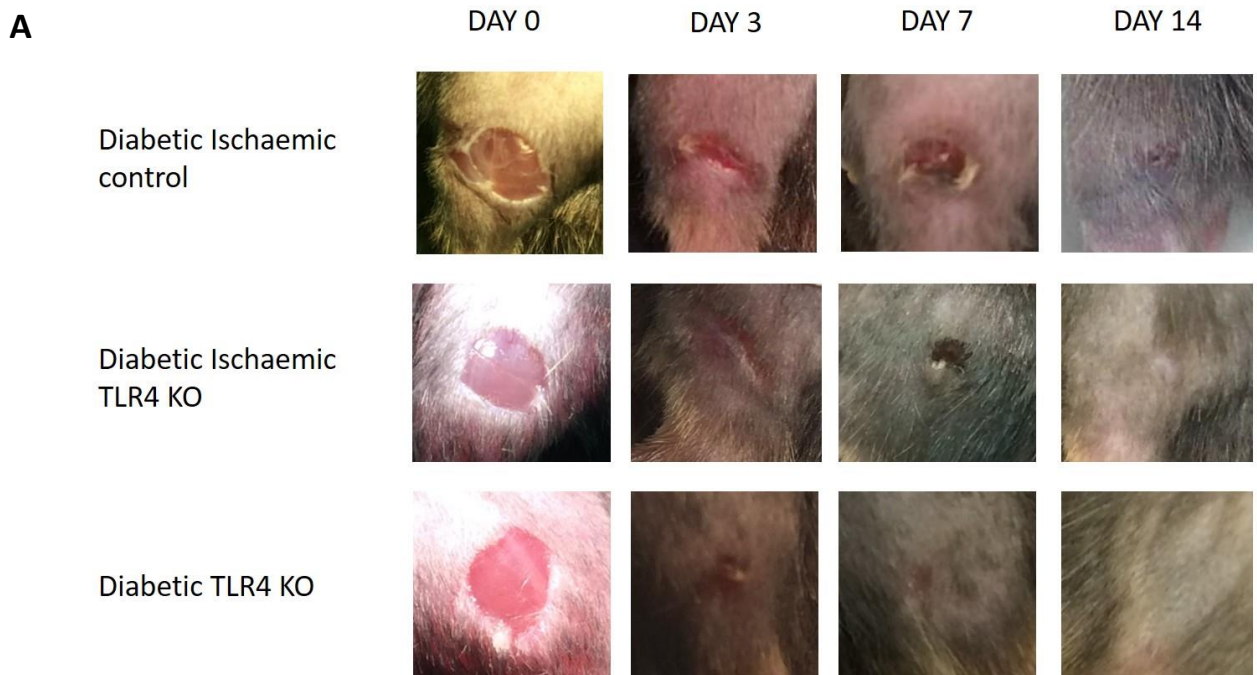 A
DAY 0
DAY 3
DAY 7
DAY 14
Diabetic Ischaemic
control
Diabetic Ischaemic
TLR4 KO
Diabetic TLR4 KO